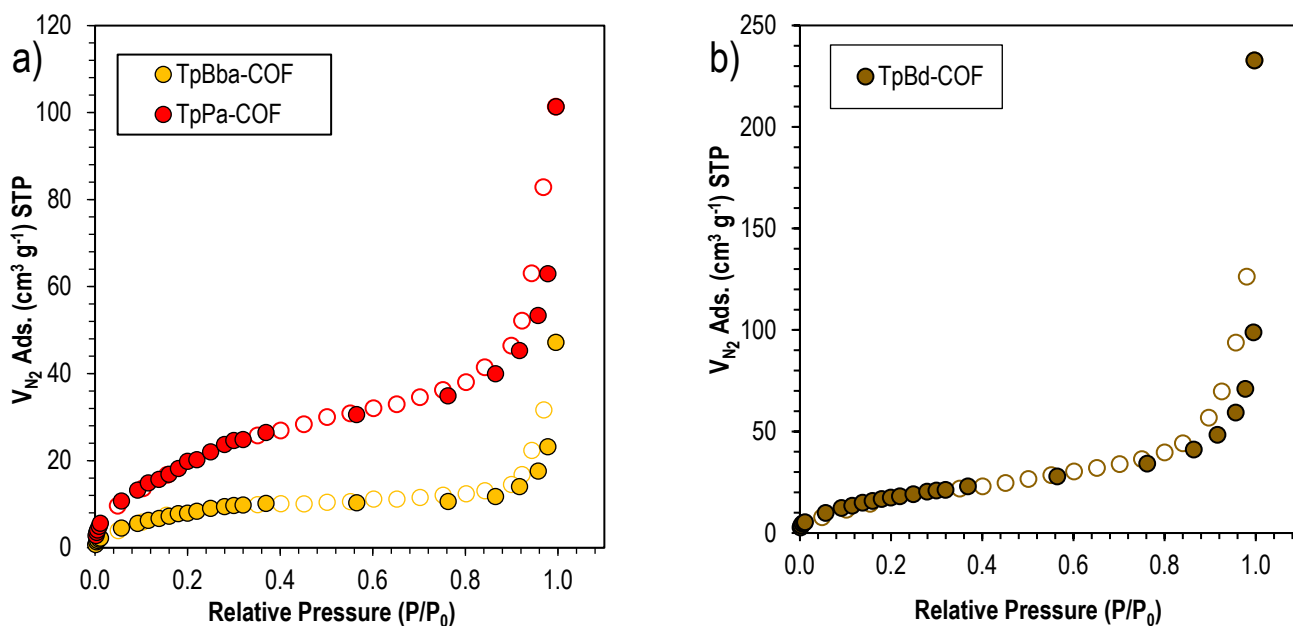 a)
120
100
80
60
40
20
0
V_N₂ Ads. (cm³ g⁻¹) STP
TpBba-COF
TpPa-COF
0.0 0.2 0.4 0.6 0.8 1.0
Relative Pressure (P/P₀)
b)
250
200
150
100
50
0
V_N₂ Ads. (cm³ g⁻¹) STP
TpBd-COF
0.0 0.2 0.4 0.6 0.8 1.0
Relative Pressure (P/P₀)